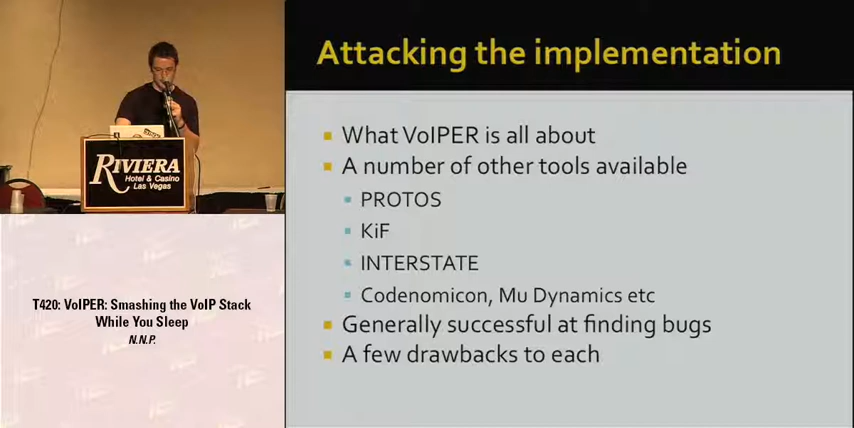 Attacking the implementation
What VoIPER is all about
A number of other tools available
PROTOS
KiF
INTERSTATE
Codenomicon, Mu Dynamics etc
Generally successful at finding bugs
A few drawbacks to each
RIVIERA
Hotel & Casino
Las Vegas
T420: VoIPER: Smashing the VoIP Stack
While You Sleep
N.N.P.